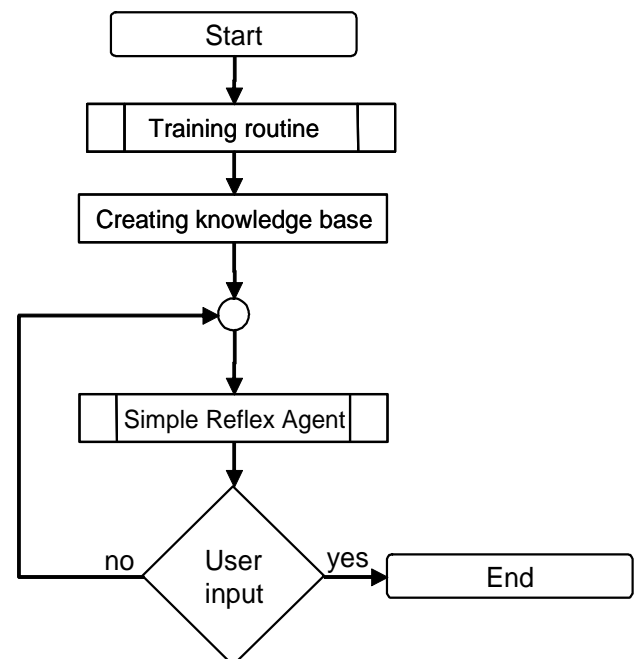 Start
Training routine
Creating knowledge base
Simple Reflex Agent
no
User
input
yes
End